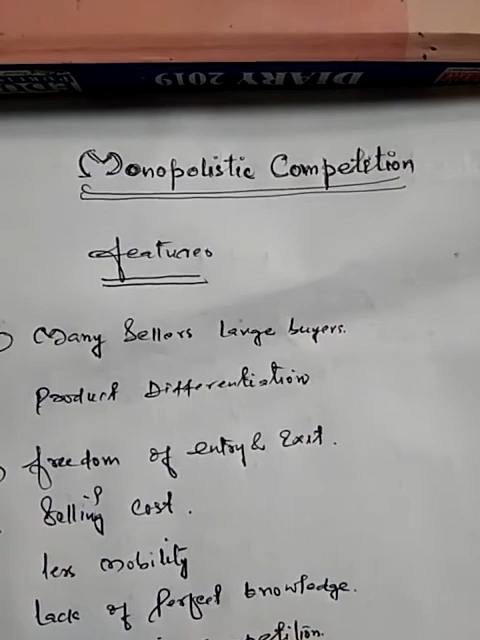 DIARY 2019
Monopolistic Competition
features
Many Sellers Large buyers.
Product Differentiation
freedom of entry & Exit.
Selling Cost.
less mobility
Lack of Perfect knowledge.